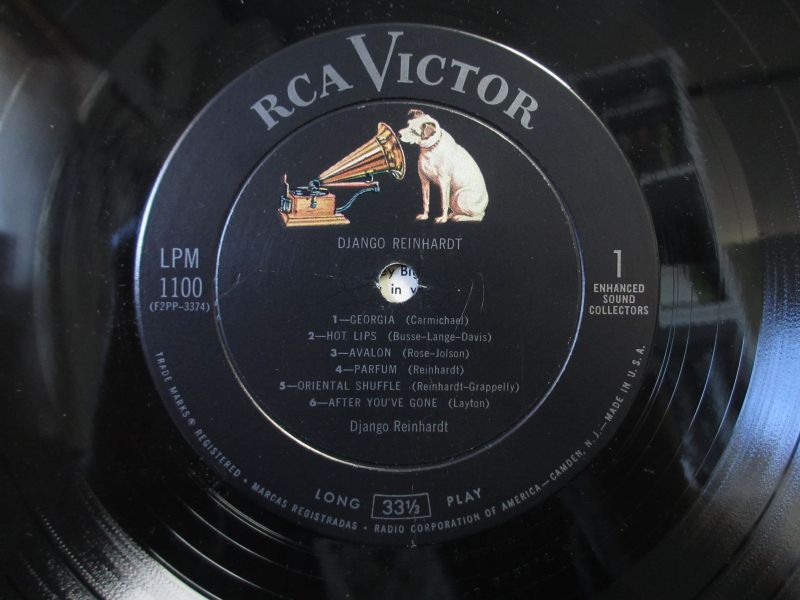 RCA VICTOR
DJANGO REINHARDT
LPM
1100
(F2PP-3374)
1
ENHANCED
SOUND
COLLECTORS
in
1—GEORGIA (Carmichael)
2—HOT LIPS (Busse-Lange-Davis)
3—AVALON (Rose-Jolson)
4—PARFUM (Reinhardt)
5—ORIENTAL SHUFFLE (Reinhardt-Grappelly)
6—AFTER YOU'VE GONE (Layton)
Django Reinhardt
LONG 33⅓ PLAY
TRADE MARKS ® REGISTERED • MARCAS REGISTRADAS • RADIO CORPORATION OF AMERICA—CAMDEN, N. J.—MADE IN U. S. A.